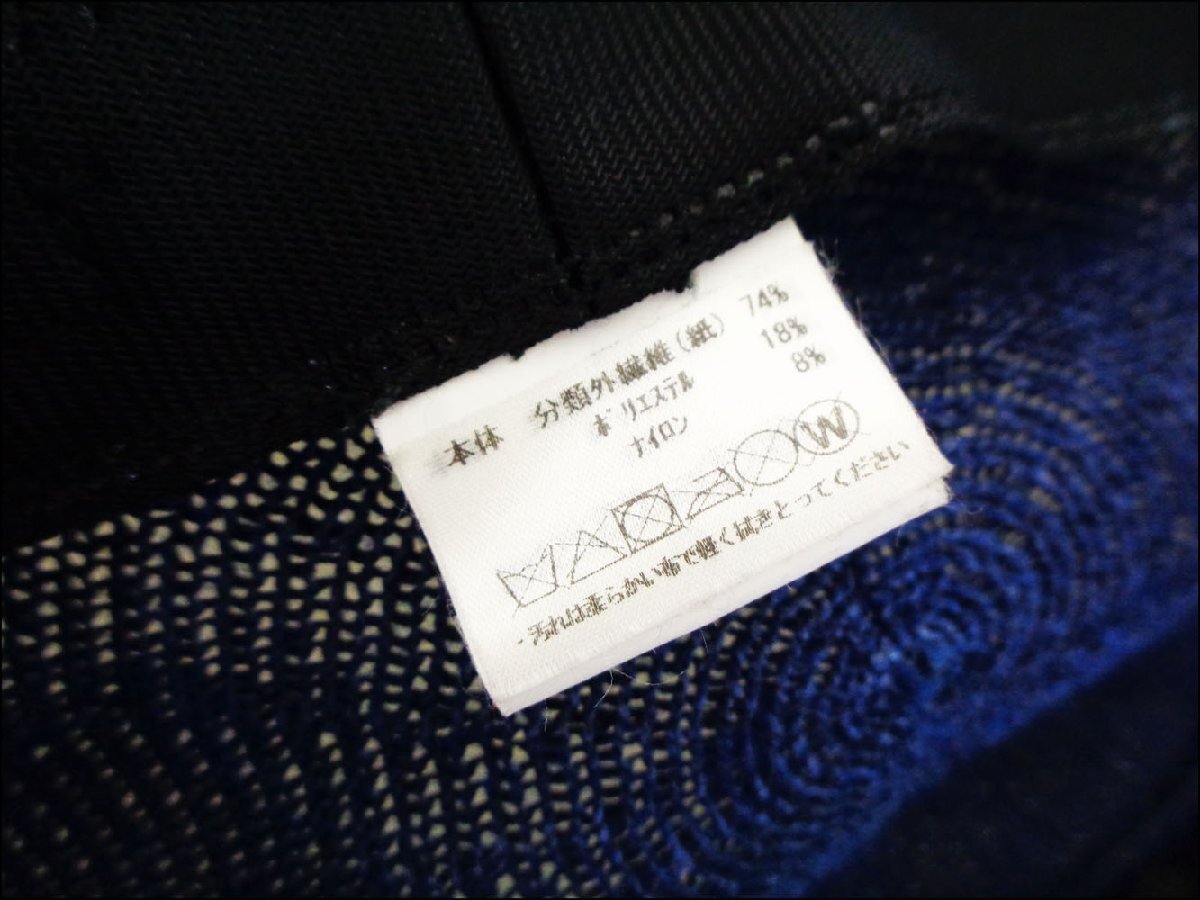 本体 分類外繊維(紙) 74%
ポリエステル 18%
ナイロン 8%
W
・汚れは柔らかい布で軽く拭きとってください